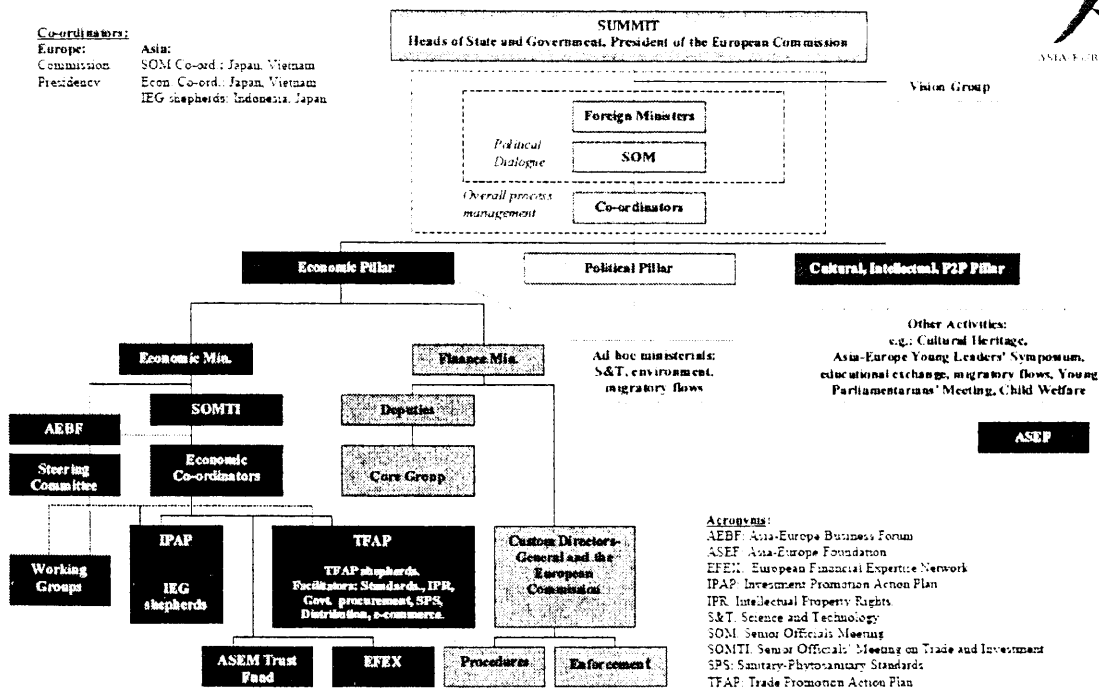 SUMMIT
Heads of State and Government, President of the European Commission
Co-ordinators:
Europe:
Asia:
Commission
SOM Co-ord.: Japan, Vietnam
Presidency
Econ. Co-ord.: Japan, Vietnam
IEG shepherds: Indonesia, Japan
Vision Group
Foreign Ministers
Political
Dialogue
SOM
Overall process
management
Co-ordinators
Economic Pillar
Political Pillar
Cultural, Intellectual, P2P Pillar
Economic Min.
Finance Min.
Ad hoc ministerials:
S&T, environment,
migratory flows
Other Activities:
e.g.: Cultural Heritage,
Asia-Europe Young Leaders' Symposium,
educational exchange, migratory flows, Young
Parliamentarians' Meeting, Child Welfare
SOMTI
Deputies
AEBF
ASEF
Steering
Committee
Economic
Co-ordinators
Core Group
Working
Groups
IPAP
IEG
shepherds
TFAP
TFAP shepherds.
Facilitators: Standards, IPR,
Govt. procurement, SPS,
Distribution, e-commerce.
Custom Directors-
General and the
European
Commission
ASEM Trust
Fund
EFEX
Procedures
Enforcement
Acronyms:
AEBF: Asia-Europe Business Forum
ASEF: Asia-Europe Foundation
EFEX: European Financial Expertise Network
IPAP: Investment Promotion Action Plan
IPR: Intellectual Property Rights
S&T: Science and Technology
SOM: Senior Officials Meeting
SOMTI: Senior Officials' Meeting on Trade and Investment
SPS: Sanitary-Phytosanitary Standards
TFAP: Trade Promotion Action Plan